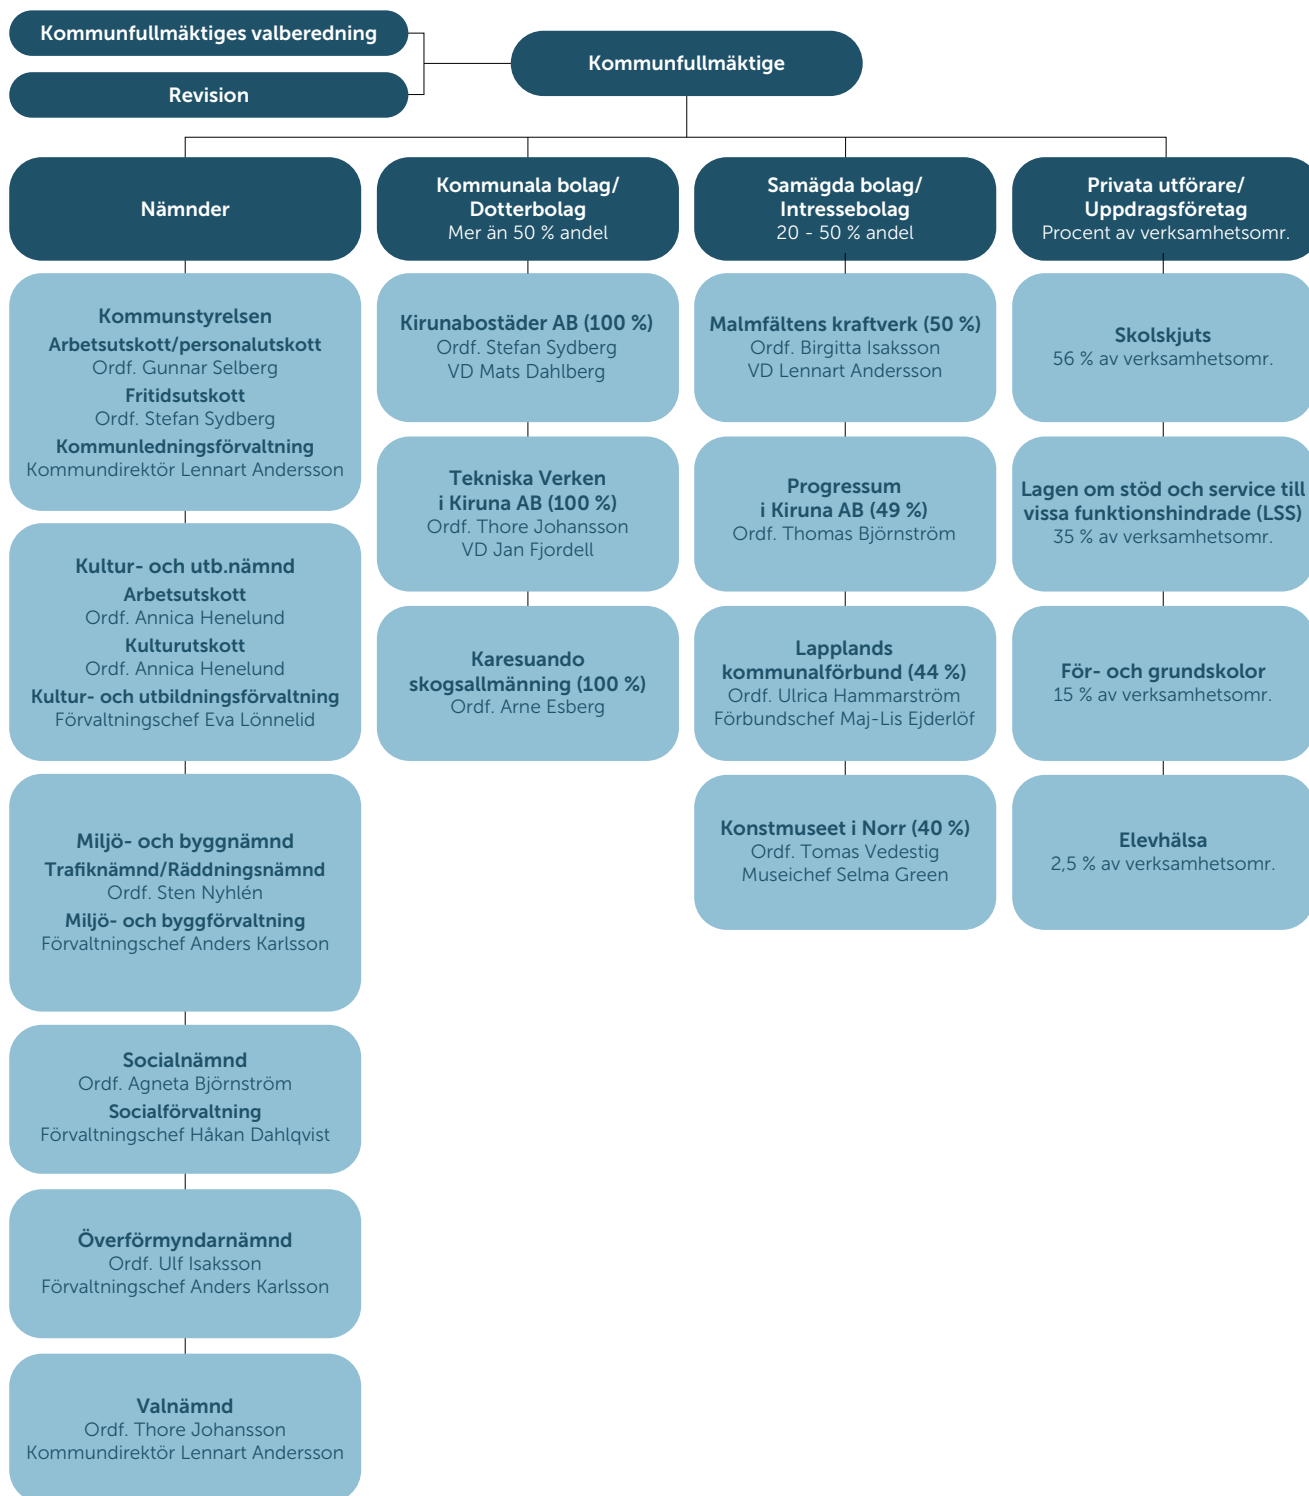 Kommunfullmäktiges valberedning
Revision
Kommunfullmäktige
Nämnder
Kommunstyrelsen
Arbetsutskott/personalutskott
Ordf. Gunnar Selberg
Fritidsutskott
Ordf. Stefan Sydberg
Kommunledningsförvaltning
Kommundirektör Lennart Andersson
Kultur- och utb.nämnd
Arbetsutskott
Ordf. Annica Henelund
Kulturutskott
Ordf. Annica Henelund
Kultur- och utbildningsförvaltning
Förvaltningschef Eva Lönnelid
Miljö- och byggnämnd
Trafiknämnd/Räddningsnämnd
Ordf. Sten Nyhlén
Miljö- och byggförvaltning
Förvaltningschef Anders Karlsson
Socialnämnd
Ordf. Agneta Björnström
Socialförvaltning
Förvaltningschef Håkan Dahlqvist
Överförmyndarnämnd
Ordf. Ulf Isaksson
Förvaltningschef Anders Karlsson
Valnämnd
Ordf. Thore Johansson
Kommundirektör Lennart Andersson
Kommunala bolag/
Dotterbolag
Mer än 50 % andel
Kirunabostäder AB (100 %)
Ordf. Stefan Sydberg
VD Mats Dahlberg
Tekniska Verken
i Kiruna AB (100 %)
Ordf. Thore Johansson
VD Jan Fjordell
Karesuando
skogsallmänning (100 %)
Ordf. Arne Esberg
Samägda bolag/
Intressebolag
20 - 50 % andel
Malmfältens kraftverk (50 %)
Ordf. Birgitta Isaksson
VD Lennart Andersson
Progressum
i Kiruna AB (49 %)
Ordf. Thomas Björnström
Lapplands
kommunalförbund (44 %)
Ordf. Ulrica Hammarström
Förbundschef Maj-Lis Ejderlöf
Konstmuseet i Norr (40 %)
Ordf. Tomas Vedestig
Museichef Selma Green
Privata utförare/
Uppdragsföretag
Procent av verksamhetsomr.
Skolskjuts
56 % av verksamhetsomr.
Lagen om stöd och service till
vissa funktionshindrade (LSS)
35 % av verksamhetsomr.
För- och grundskolor
15 % av verksamhetsomr.
Elevhälsa
2,5 % av verksamhetsomr.